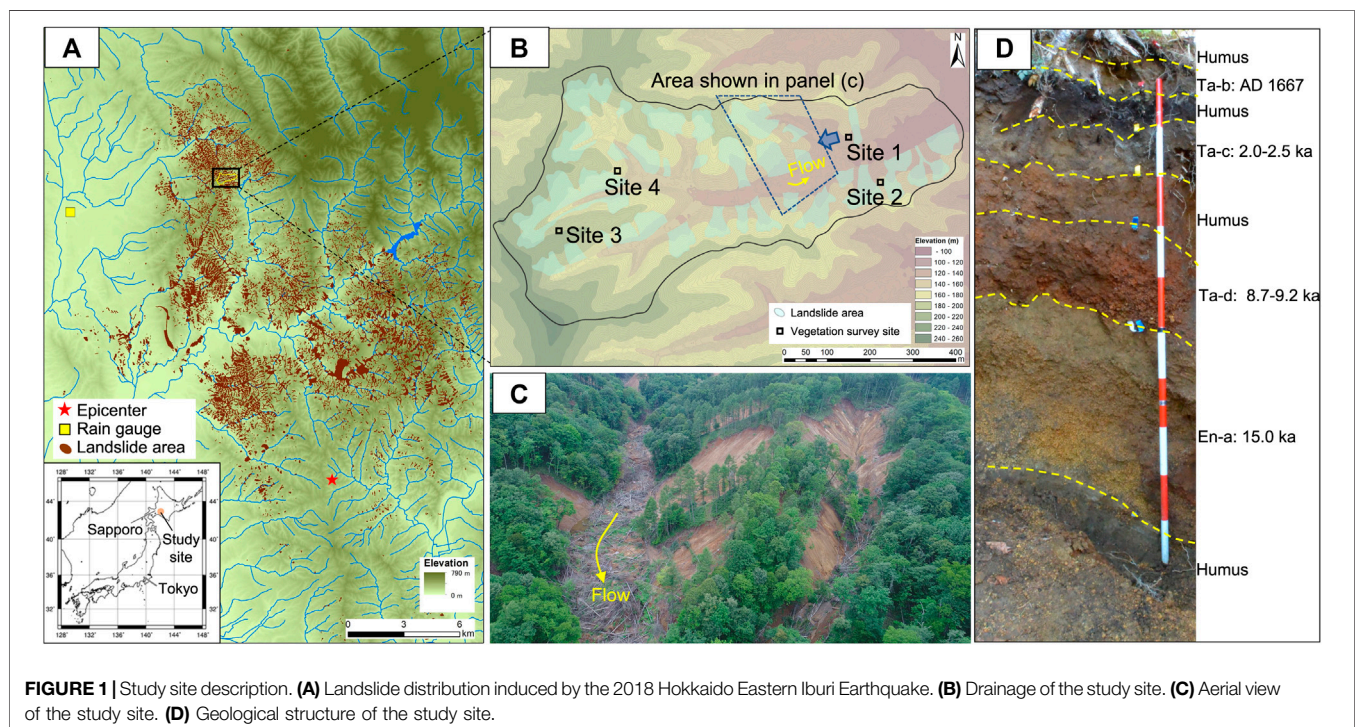 A
Epicenter
Rain gauge
Landslide area
128° 132° 136° 140° 144° 148°
44°
40°
36°
32°
Sapporo
Study
site
Tokyo
128° 132° 136° 140° 144° 148°
Elevation
790 m
0 m
0 3 6
km
B
N
Area shown in panel (c)
Flow
Site 1
Site 2
Site 4
Site 3
Elevation (m)
- 100
100 - 120
120 - 140
140 - 160
160 - 180
180 - 200
200 - 220
220 - 240
240 - 260
Landslide area
Vegetation survey site
0 50 100 200 300 400
m
C
Flow
D
Humus
Ta-b: AD 1667
Humus
Ta-c: 2.0-2.5 ka
Humus
Ta-d: 8.7-9.2 ka
En-a: 15.0 ka
Humus
FIGURE 1 | Study site description. (A) Landslide distribution induced by the 2018 Hokkaido Eastern Iburi Earthquake. (B) Drainage of the study site. (C) Aerial view
of the study site. (D) Geological structure of the study site.